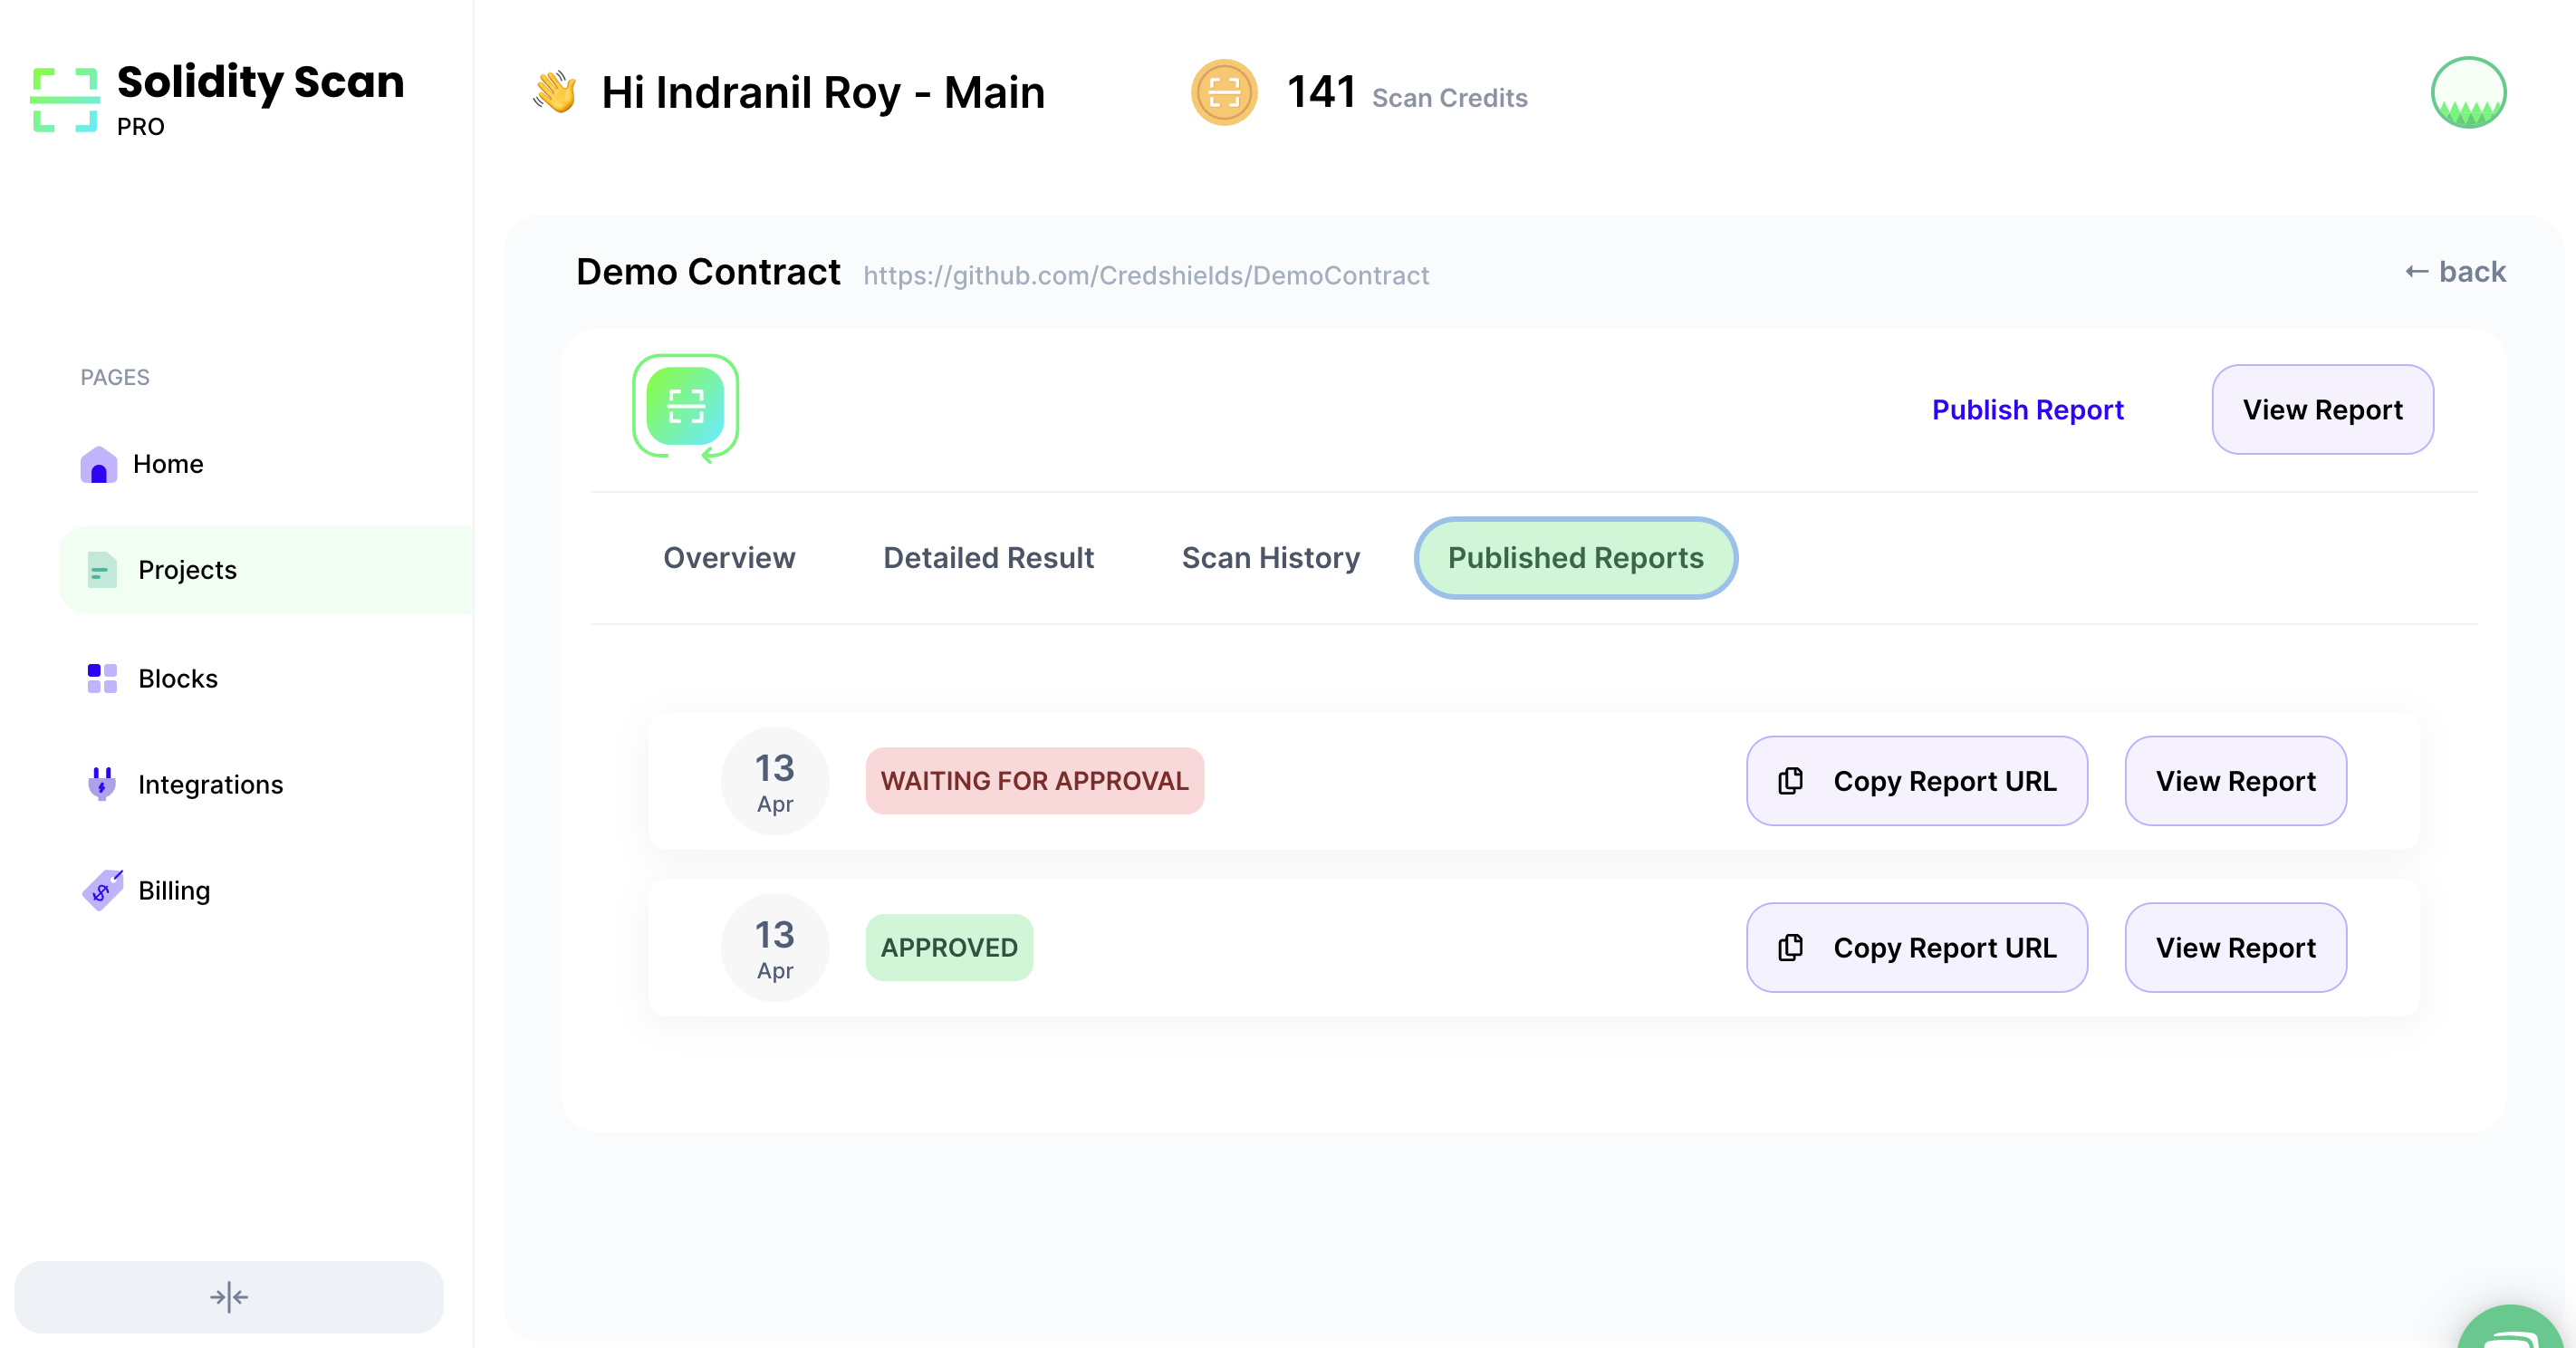 Solidity Scan
PRO
Hi Indranil Roy - Main
141 Scan Credits
Demo Contract https://github.com/Credshields/DemoContract
← back
PAGES
Home
Projects
Blocks
Integrations
Billing
Publish Report
View Report
Overview
Detailed Result
Scan History
Published Reports
13
Apr
WAITING FOR APPROVAL
Copy Report URL
View Report
13
Apr
APPROVED
Copy Report URL
View Report